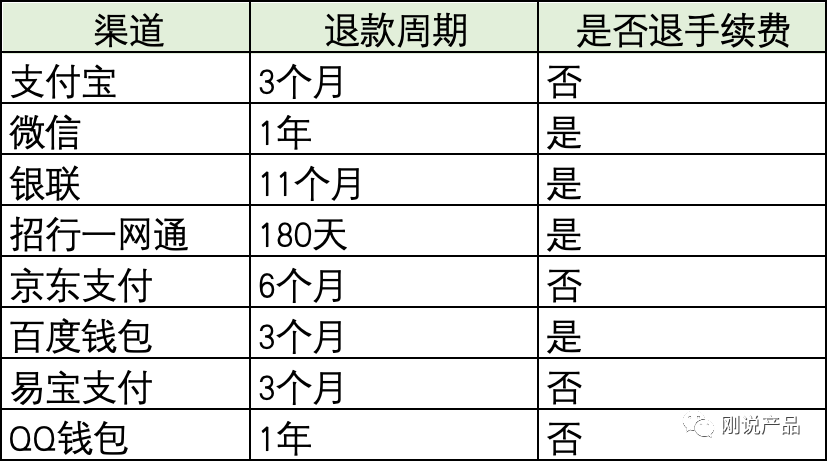 渠道 退款周期 是否退手续费
支付宝 3个月 否
微信 1年 是
银联 11个月 是
招行一网通 180天 是
京东支付 6个月 否
百度钱包 3个月 是
易宝支付 3个月 否
QQ钱包 1年 否
刚说产品